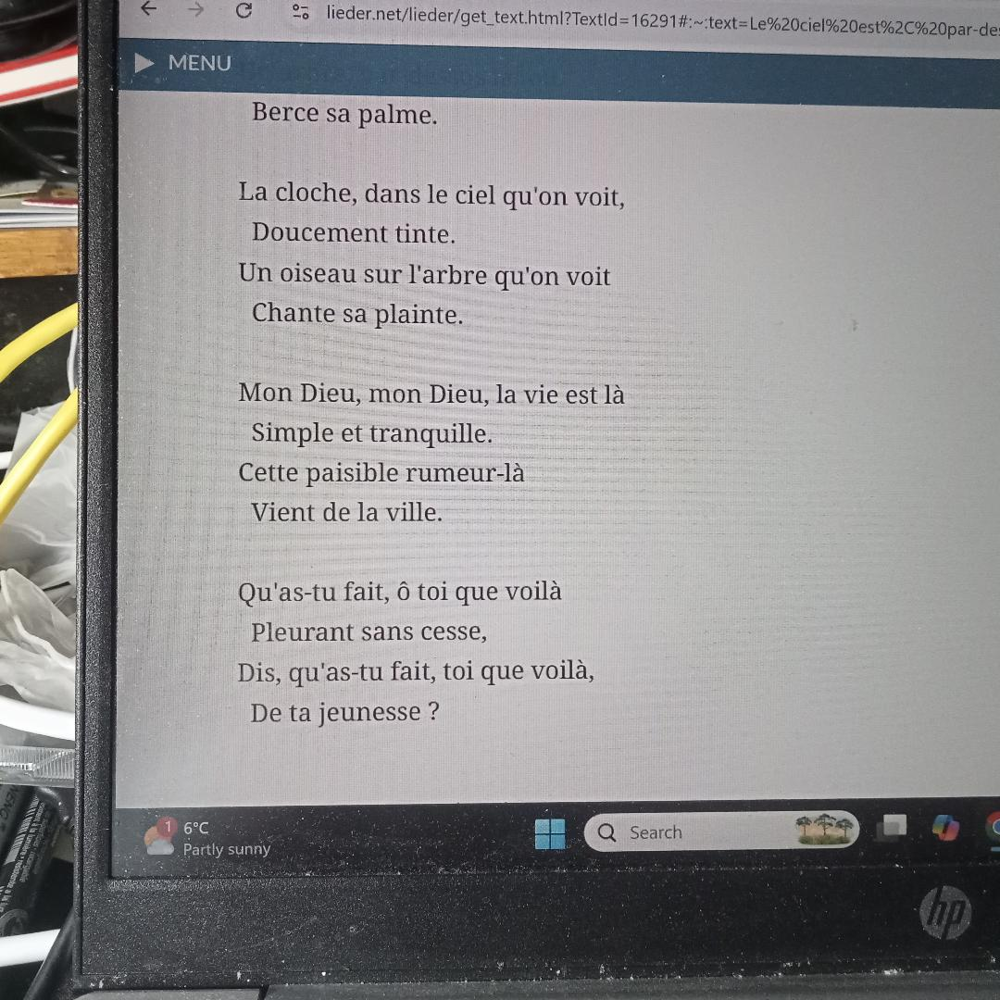 lieder.net/lieder/get_text.html?TextId=16291#:~:text=Le%20ciel%20est%2C%20par-de
MENU
Berce sa palme.
La cloche, dans le ciel qu'on voit,
Doucement tinte.
Un oiseau sur l'arbre qu'on voit
Chante sa plainte.
Mon Dieu, mon Dieu, la vie est là
Simple et tranquille.
Cette paisible rumeur-là
Vient de la ville.
Qu'as-tu fait, ô toi que voilà
Pleurant sans cesse,
Dis, qu'as-tu fait, toi que voilà,
De ta jeunesse ?
1
6°C
Partly sunny
Search
hp